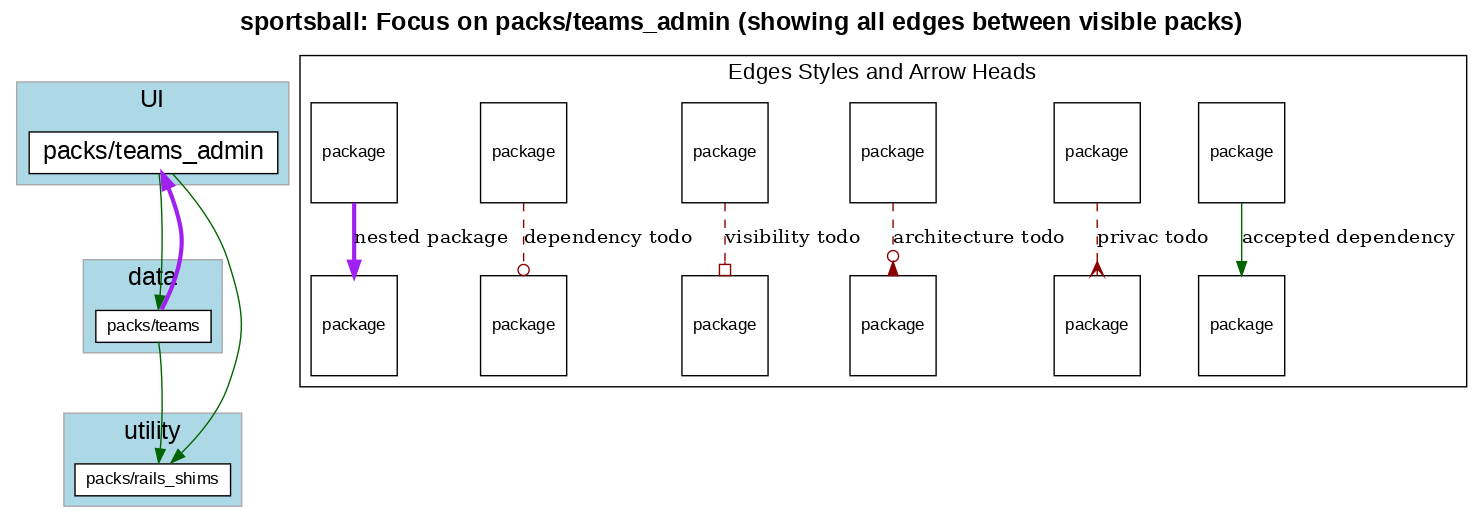 sportsball: Focus on packs/teams_admin (showing all edges between visible packs)
UI
packs/teams_admin
data
packs/teams
utility
packs/rails_shims
Edges Styles and Arrow Heads
package
package
package
package
package
package
nested package
dependency todo
visibility todo
architecture todo
privac todo
accepted dependency
package
package
package
package
package
package